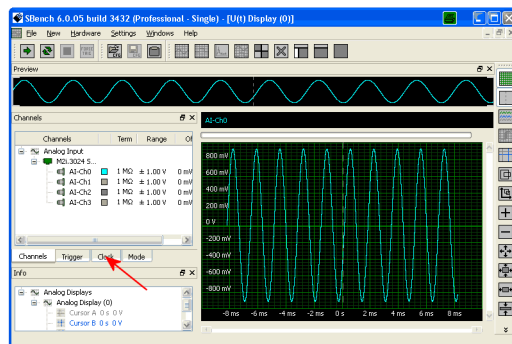 SBench 6.0.05 build 3432 (Professional - Single) - [U(t) Display (0)]
File New Hardware Settings Windows Help
Preview
Channels
AI-Ch0
Channels Term Range Of
Analog Input
M2i.3024 S...
AI-Ch0 1 MΩ ± 1.00 V 0 mV
AI-Ch1 1 MΩ ± 1.00 V 0 mV
AI-Ch2 1 MΩ ± 1.00 V 0 mV
AI-Ch3 1 MΩ ± 1.00 V 0 mV
Channels Trigger Clock Mode
Info
Analog Displays
Analog Display (0)
Cursor A 0 s 0 V
Cursor B 0 s 0 V
800 mV
600 mV
400 mV
200 mV
0 V
-200 mV
-400 mV
-600 mV
-800 mV
-8 ms -6 ms -4 ms -2 ms 0 s 2 ms 4 ms 6 ms 8 ms